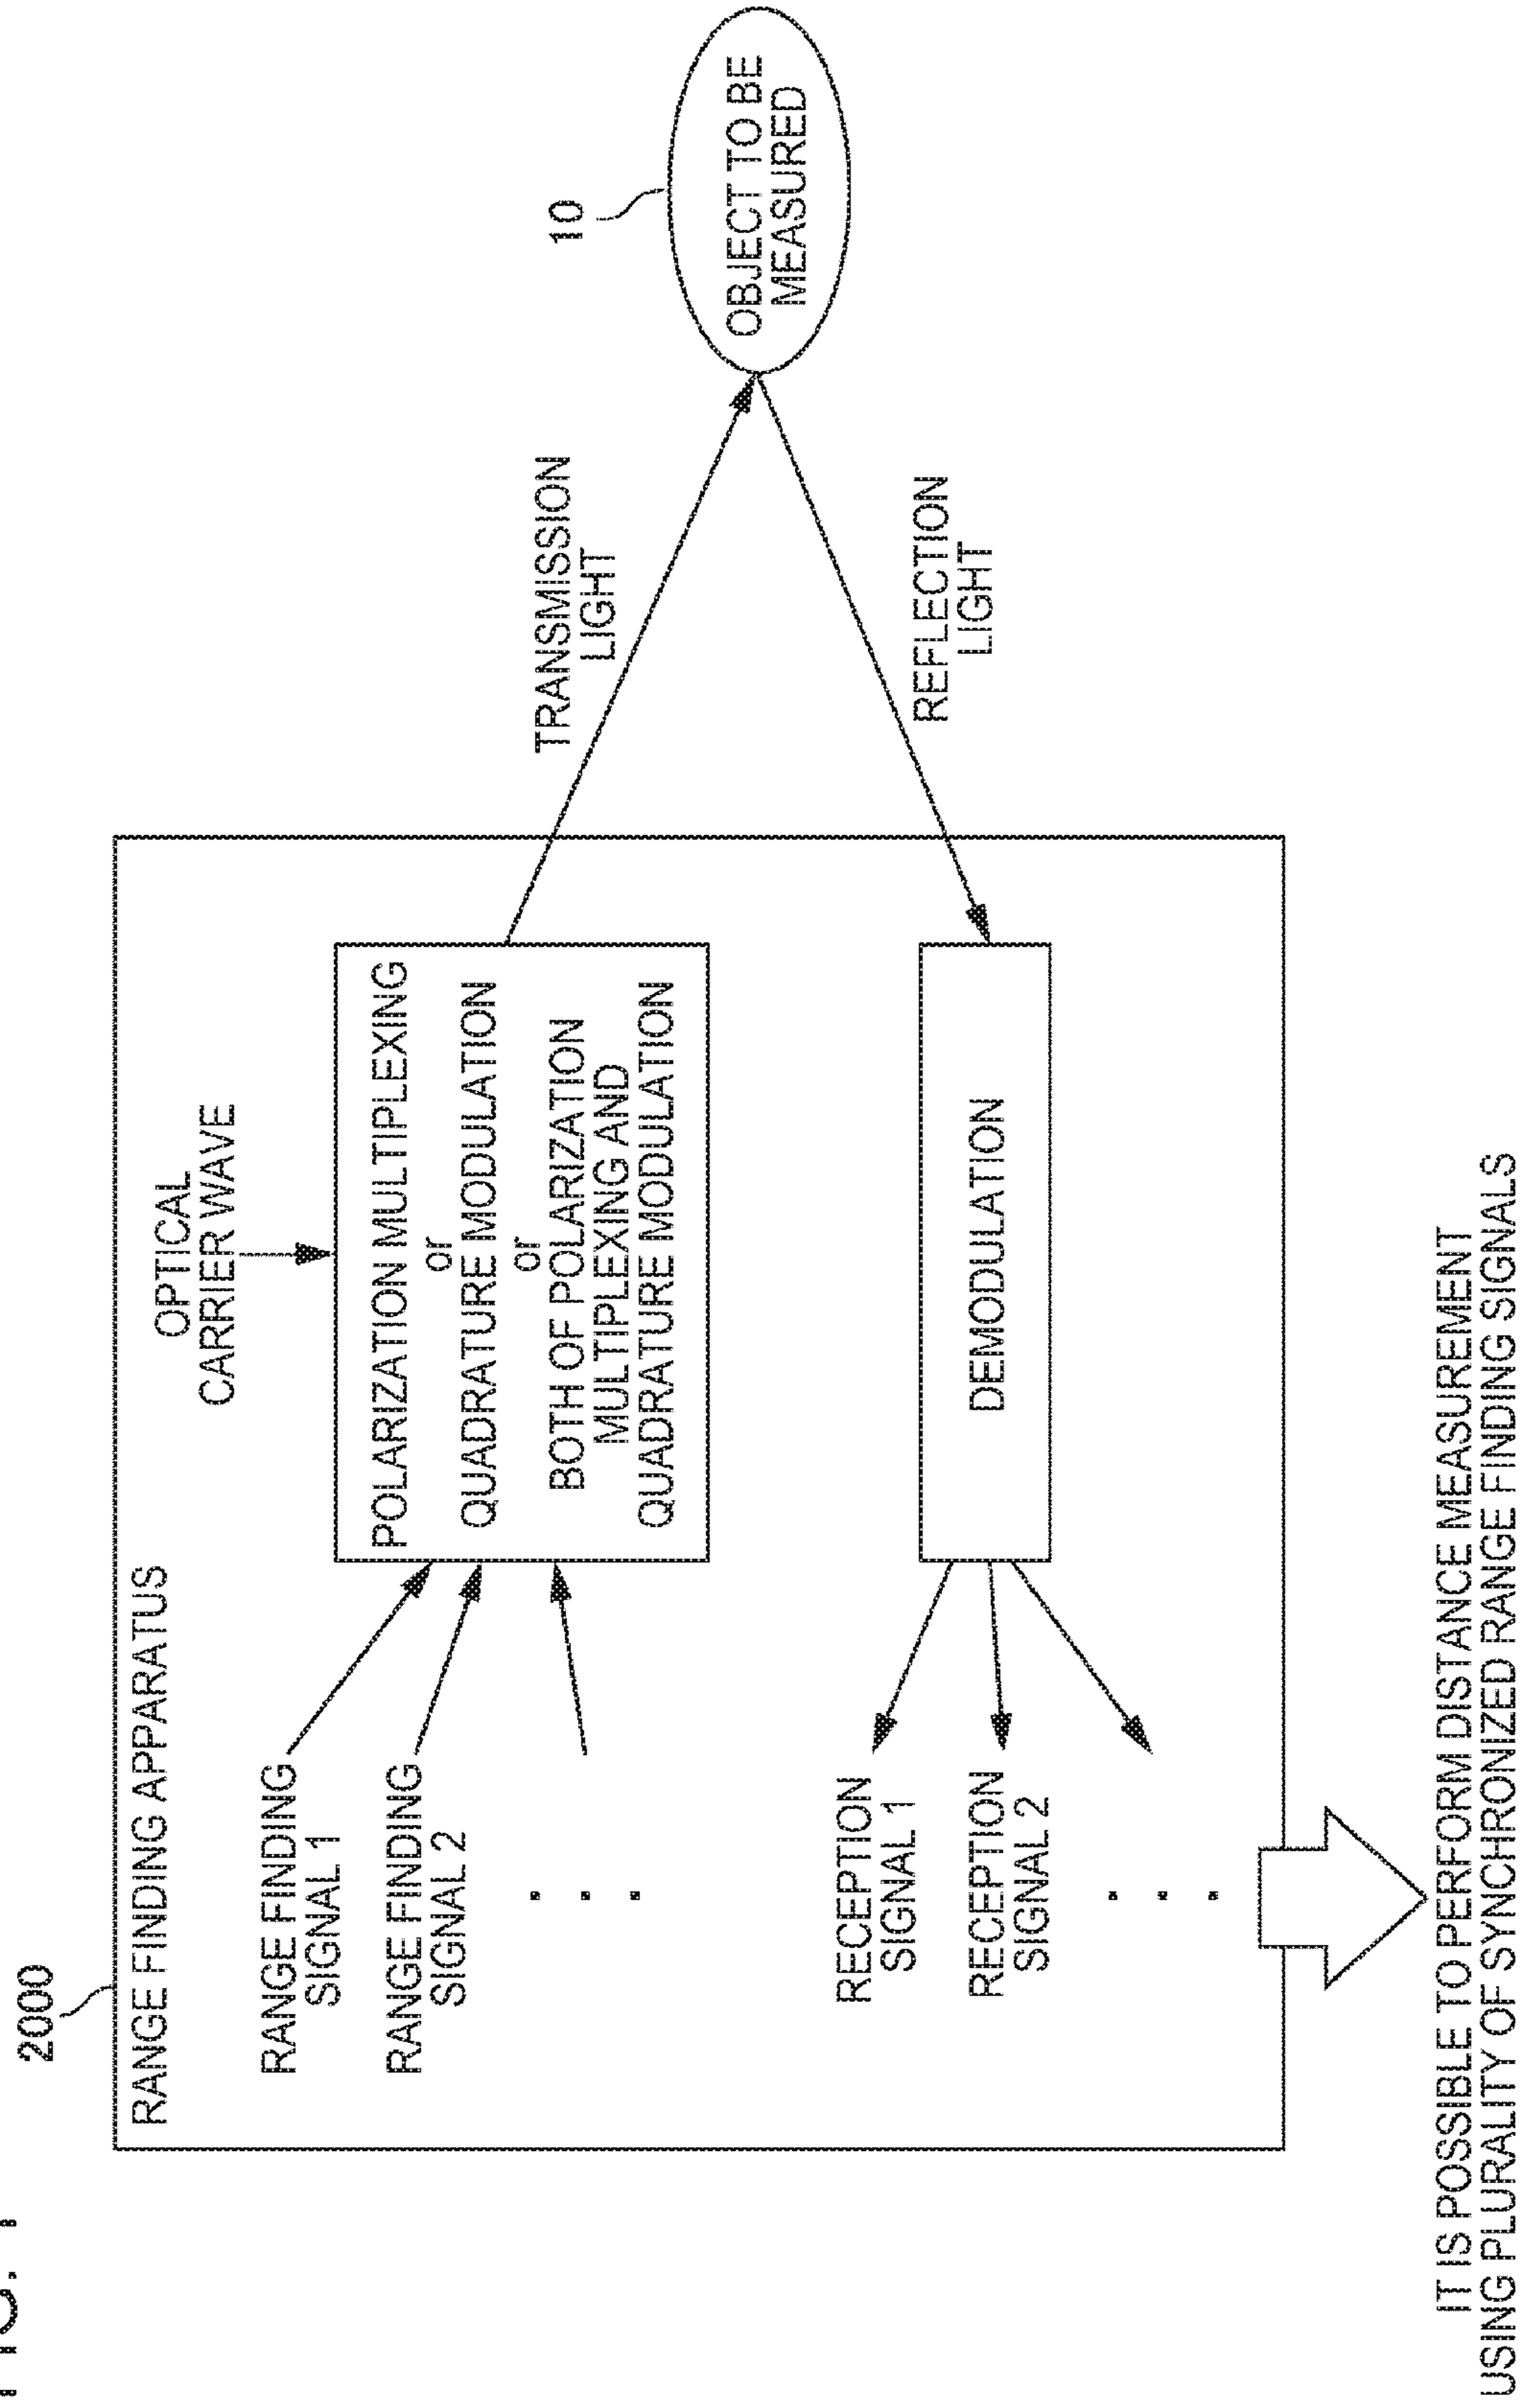 2000
RANGE FINDING APPARATUS
OPTICAL
CARRIER WAVE
RANGE FINDING
SIGNAL 1
RANGE FINDING
SIGNAL 2
POLARIZATION MULTIPLEXING
or
QUADRATURE MODULATION
or
BOTH OF POLARIZATION
MULTIPLEXING AND
QUADRATURE MODULATION
TRANSMISSION
LIGHT
10
OBJECT TO BE
MEASURED
REFLECTION
LIGHT
DEMODULATION
RECEPTION
SIGNAL 1
RECEPTION
SIGNAL 2
IT IS POSSIBLE TO PERFORM DISTANCE MEASUREMENT
USING PLURALITY OF SYNCHRONIZED RANGE FINDING SIGNALS